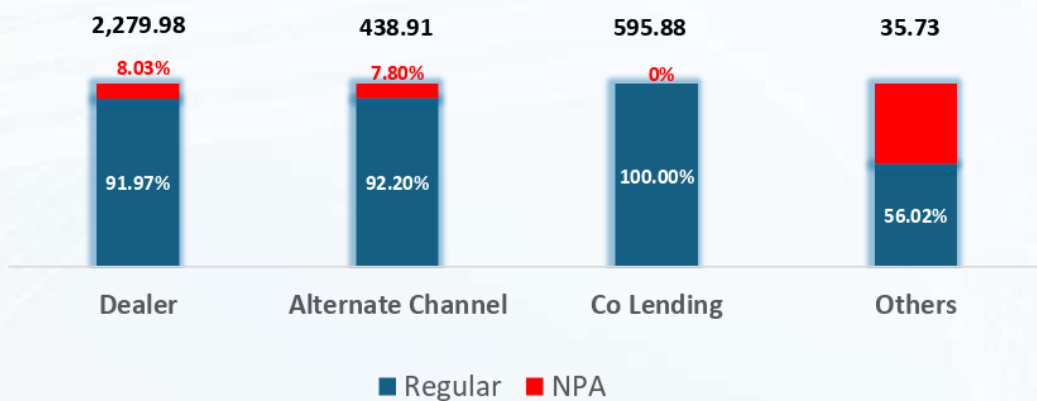 2,279.98 438.91 595.88 35.73
8.03% 7.80% 0%
91.97% 92.20% 100.00% 56.02%
Dealer Alternate Channel Co Lending Others
Regular NPA